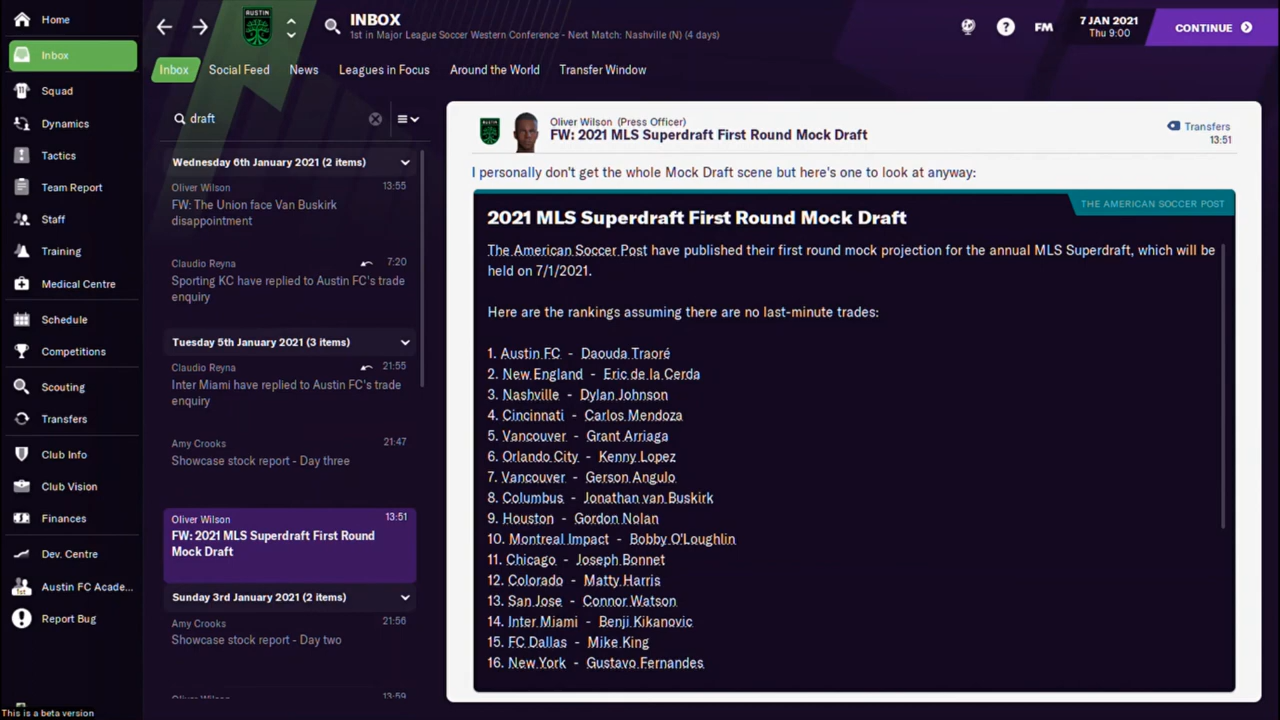 Home
Inbox
Squad
Dynamics
Tactics
Team Report
Staff
Training
Medical Centre
Schedule
Competitions
Scouting
Transfers
Club Info
Club Vision
Finances
Dev. Centre
Austin FC Acade...
Report Bug
This is a beta version
AUSTIN
INBOX
1st in Major League Soccer Western Conference - Next Match: Nashville (N) (4 days)
?
FM
7 JAN 2021
Thu 9:00
CONTINUE
Inbox
Social Feed
News
Leagues in Focus
Around the World
Transfer Window
draft
Wednesday 6th January 2021 (2 items)
Oliver Wilson 13:55
FW: The Union face Van Buskirk
disappointment
Claudio Reyna 7:20
Sporting KC have replied to Austin FC's trade
enquiry
Tuesday 5th January 2021 (3 items)
Claudio Reyna 21:55
Inter Miami have replied to Austin FC's trade
enquiry
Amy Crooks 21:47
Showcase stock report - Day three
Oliver Wilson 13:51
FW: 2021 MLS Superdraft First Round
Mock Draft
Sunday 3rd January 2021 (2 items)
Amy Crooks 21:56
Showcase stock report - Day two
13:59
Oliver Wilson (Press Officer)
FW: 2021 MLS Superdraft First Round Mock Draft
Transfers
13:51
I personally don't get the whole Mock Draft scene but here's one to look at anyway:
THE AMERICAN SOCCER POST
2021 MLS Superdraft First Round Mock Draft
The American Soccer Post have published their first round mock projection for the annual MLS Superdraft, which will be
held on 7/1/2021.
Here are the rankings assuming there are no last-minute trades:
1. Austin FC - Daouda Traoré
2. New England - Eric de la Cerda
3. Nashville - Dylan Johnson
4. Cincinnati - Carlos Mendoza
5. Vancouver - Grant Arriaga
6. Orlando City - Kenny Lopez
7. Vancouver - Gerson Angulo
8. Columbus - Jonathan van Buskirk
9. Houston - Gordon Nolan
10. Montreal Impact - Bobby O'Loughlin
11. Chicago - Joseph Bonnet
12. Colorado - Matty Harris
13. San Jose - Connor Watson
14. Inter Miami - Benji Kikanovic
15. FC Dallas - Mike King
16. New York - Gustavo Fernandes